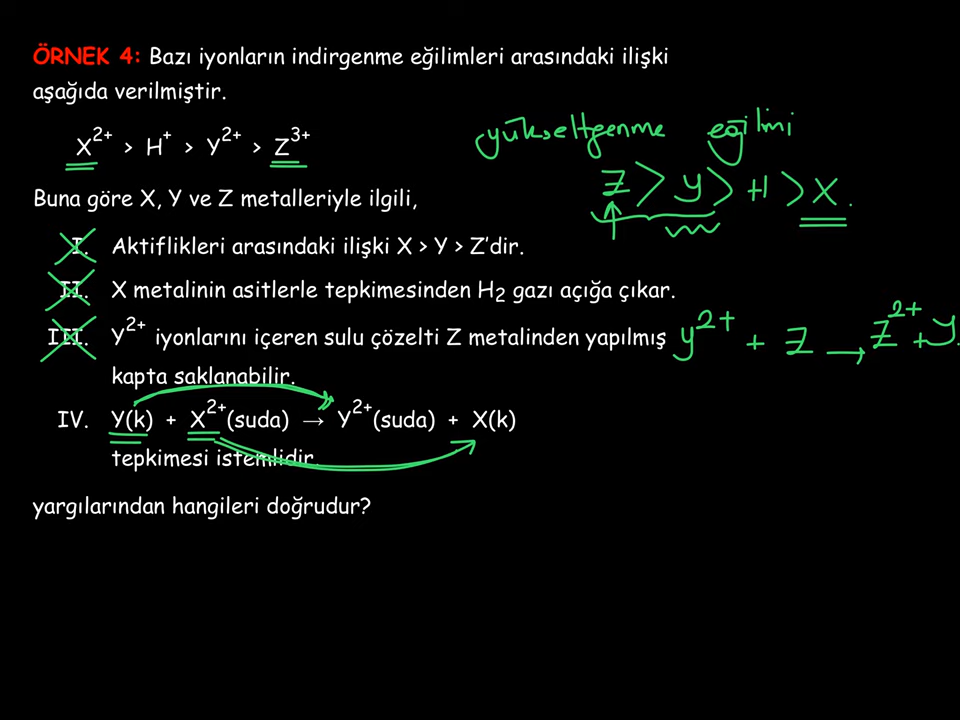 ÖRNEK 4: Bazı iyonların indirgenme eğilimleri arasındaki ilişki
aşağıda verilmiştir.
yükseltgenme eğilimi
X²⁺ > H⁺ > Y²⁺ > Z³⁺
Z > Y > H > X.
Buna göre X, Y ve Z metalleriyle ilgili,
I. Aktiflikleri arasındaki ilişki X > Y > Z'dir.
II. X metalinin asitlerle tepkimesinden H₂ gazı açığa çıkar.
III. Y²⁺ iyonlarını içeren sulu çözelti Z metalinden yapılmış
y²⁺ + Z → Z²⁺ + y
kapta saklanabilir.
IV. Y(k) + X²⁺(suda) → Y²⁺(suda) + X(k)
tepkimesi istemlidir.
yargılarından hangileri doğrudur?